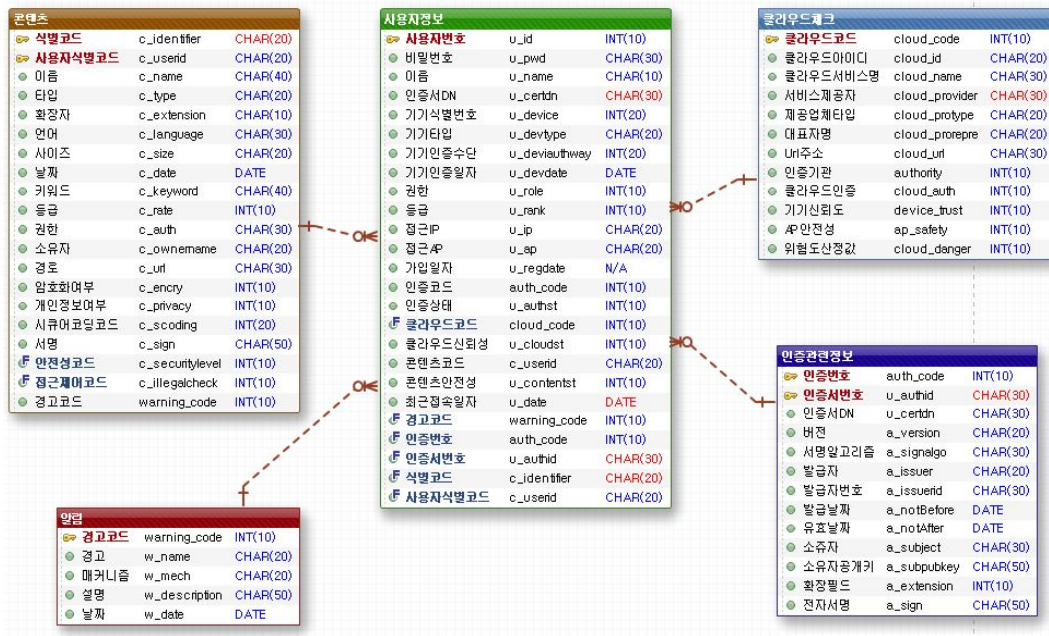 콘텐츠
식별코드 c_identifier CHAR(20)
사용자식별코드 c_userid CHAR(20)
이름 c_name CHAR(40)
타입 c_type CHAR(20)
확장자 c_extension CHAR(10)
언어 c_language CHAR(30)
사이즈 c_size CHAR(20)
날짜 c_date DATE
키워드 c_keyword CHAR(40)
등급 c_rate INT(10)
권한 c_auth CHAR(30)
소유자 c_ownername CHAR(20)
경로 c_url CHAR(30)
암호화여부 c_encry INT(10)
개인정보여부 c_privacy INT(10)
시큐어코딩코드 c_scoding INT(20)
서명 c_sign CHAR(50)
안전성코드 c_securitylevel INT(10)
접근제어코드 c_illegalcheck INT(10)
경고코드 warning_code INT(10)
사용자정보
사용자번호 u_id INT(10)
비밀번호 u_pwd CHAR(30)
이름 u_name CHAR(10)
인증서DN u_certdn CHAR(30)
기기식별번호 u_device INT(20)
기기타입 u_devtype CHAR(20)
기기인증수단 u_deviauthway INT(20)
기기인증일자 u_devdate DATE
권한 u_role INT(10)
등급 u_rank INT(10)
접근IP u_ip CHAR(20)
접근AP u_ap CHAR(20)
가입일자 u_regdate N/A
인증코드 auth_code INT(10)
인증상태 u_authst INT(10)
클라우드코드 cloud_code INT(10)
클라우드신뢰성 u_cloudst INT(10)
콘텐츠코드 c_userid CHAR(20)
콘텐츠안전성 u_contentst INT(10)
최근접속일자 u_date DATE
경고코드 warning_code INT(10)
인증번호 auth_code INT(10)
인증서번호 u_authid CHAR(30)
식별코드 c_identifier CHAR(20)
사용자식별코드 c_userid CHAR(20)
클라우드체크
클라우드코드 cloud_code INT(10)
클라우드아이디 cloud_id CHAR(20)
클라우드서비스명 cloud_name CHAR(30)
서비스제공자 cloud_provider CHAR(30)
제공업체타입 cloud_protype CHAR(20)
대표자명 cloud_prorepre CHAR(20)
Url주소 cloud_url CHAR(30)
인증기관 authority INT(10)
클라우드인증 cloud_auth INT(10)
기기신뢰도 device_trust INT(10)
AP안전성 ap_safety INT(10)
위험도산정값 cloud_danger INT(10)
인증관련정보
인증번호 auth_code INT(10)
인증서번호 u_authid CHAR(30)
인증서DN u_certdn CHAR(30)
버전 a_version CHAR(20)
서명알고리즘 a_signalgo CHAR(30)
발급자 a_issuer CHAR(20)
발급자번호 a_issuerid CHAR(30)
발급날짜 a_notBefore DATE
유효날짜 a_notAfter DATE
소쥬자 a_subject CHAR(30)
소유자공개키 a_subpubkey CHAR(50)
확장필드 a_extension INT(10)
전자서명 a_sign CHAR(50)
알림
경고코드 warning_code INT(10)
경고 w_name CHAR(20)
매커니즘 w_mech CHAR(20)
설명 w_description CHAR(50)
날짜 w_date DATE